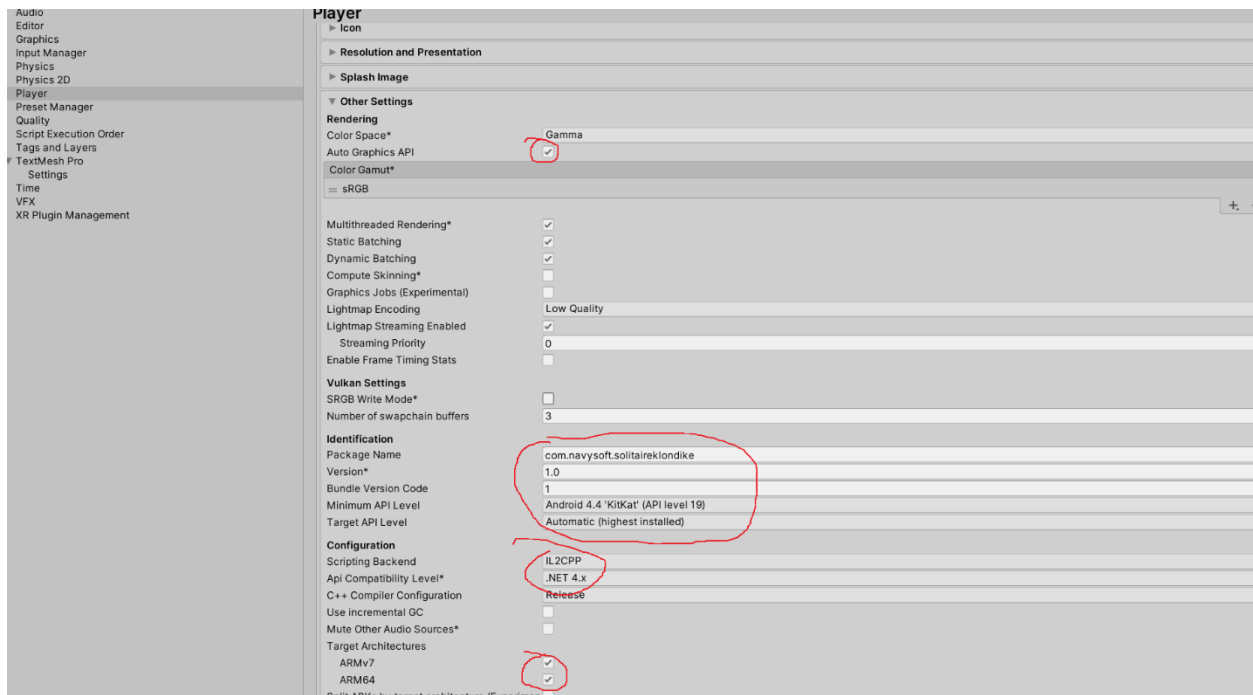 Audio
Editor
Graphics
Input Manager
Physics
Physics 2D
Player
Preset Manager
Quality
Script Execution Order
Tags and Layers
TextMesh Pro
Settings
Time
VFX
XR Plugin Management
Player
Icon
Resolution and Presentation
Splash Image
Other Settings
Rendering
Color Space* Gamma
Auto Graphics API
Color Gamut*
= sRGB
Multithreaded Rendering*
Static Batching
Dynamic Batching
Compute Skinning*
Graphics Jobs (Experimental)
Lightmap Encoding Low Quality
Lightmap Streaming Enabled
Streaming Priority 0
Enable Frame Timing Stats
Vulkan Settings
SRGB Write Mode*
Number of swapchain buffers 3
Identification
Package Name com.navysoft.solitaireklondike
Version* 1.0
Bundle Version Code 1
Minimum API Level Android 4.4 'KitKat' (API level 19)
Target API Level Automatic (highest installed)
Configuration
Scripting Backend IL2CPP
Api Compatibility Level* .NET 4.x
C++ Compiler Configuration Release
Use incremental GC
Mute Other Audio Sources*
Target Architectures
ARMv7
ARM64